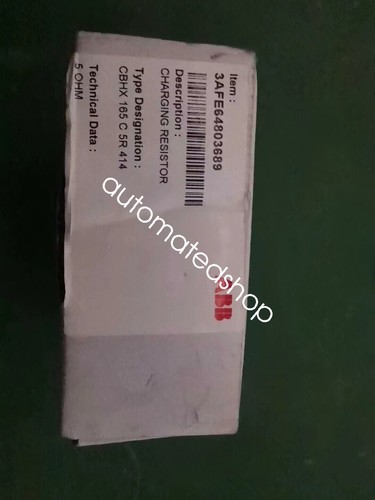 Item :
3AFE64803689
Description :
CHARGING RESISTOR
Type Designation :
CBHX 165 C 5R 414
Technical Data :
5 OHM
ABB
automatedshop